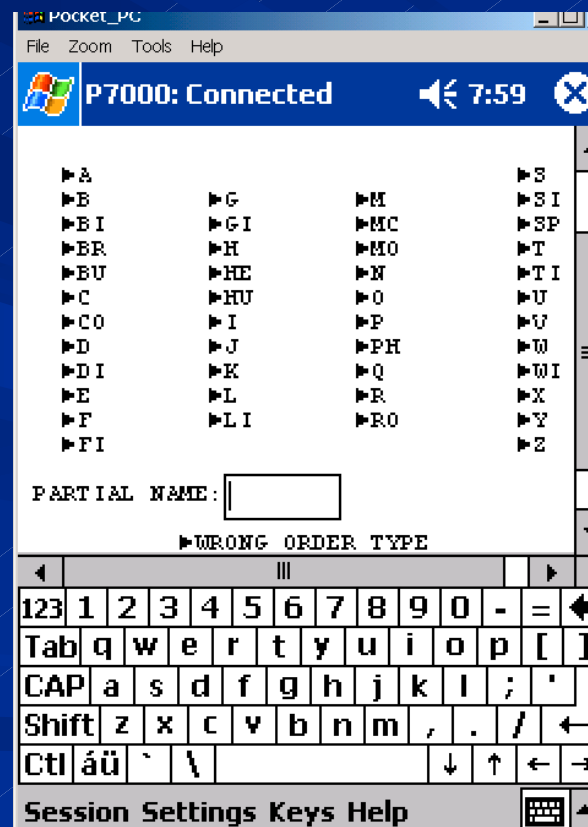 Pocket_PC
File Zoom Tools Help
P7000: Connected 7:59
A S
B G M SI
BI GI MC SP
BR H MO T
BU HE N TI
C HU O U
CO I P V
D J PH W
DI K Q WI
E L R X
F LI RO Y
FI Z
PARTIAL NAME:
WRONG ORDER TYPE
123 1 2 3 4 5 6 7 8 9 0 - =
Tab q w e r t y u i o p [ ]
CAP a s d f g h j k l ; '
Shift z x c v b n m , . /
Ctl áü ` \ ↓ ↑ ← →
Session Settings Keys Help